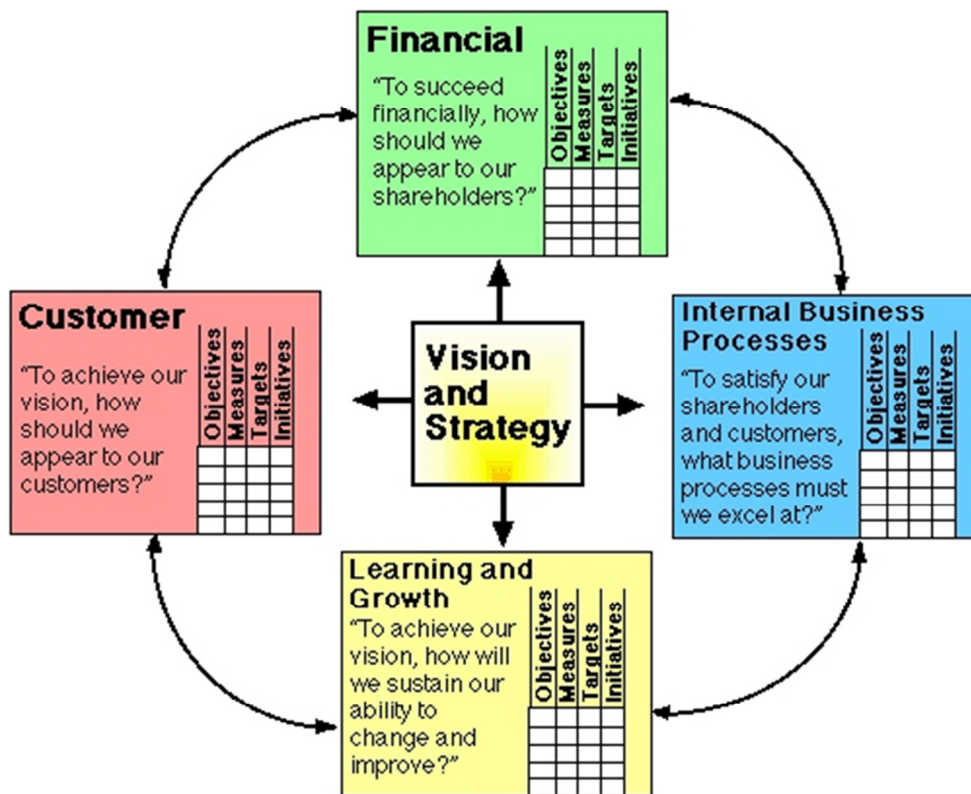 Financial
“To succeed
financially, how
should we
appear to our
shareholders?”
Objectives
Measures
Targets
Initiatives
Customer
“To achieve our
vision, how
should we
appear to our
customers?”
Objectives
Measures
Targets
Initiatives
Vision
and
Strategy
Internal Business
Processes
“To satisfy our
shareholders
and customers,
what business
processes must
we excel at?”
Objectives
Measures
Targets
Initiatives
Learning and
Growth
“To achieve our
vision, how will
we sustain our
ability to
change and
improve?”
Objectives
Measures
Targets
Initiatives